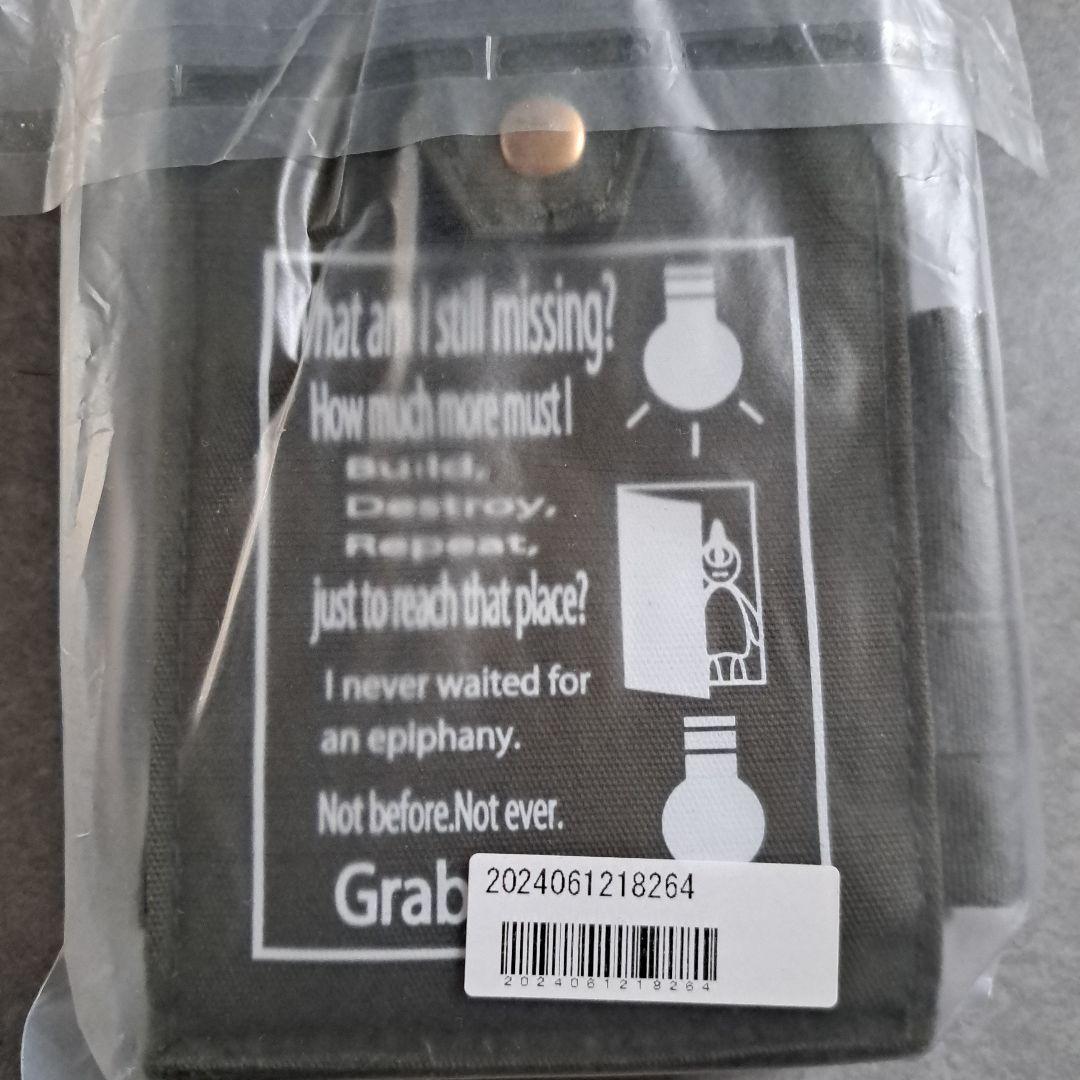 What am I still missing?
How much more must I
Build,
Destroy,
Repeat,
just to reach that place?
I never waited for
an epiphany.
Not before.Not ever.
Grab
2024061218264
2024061218264